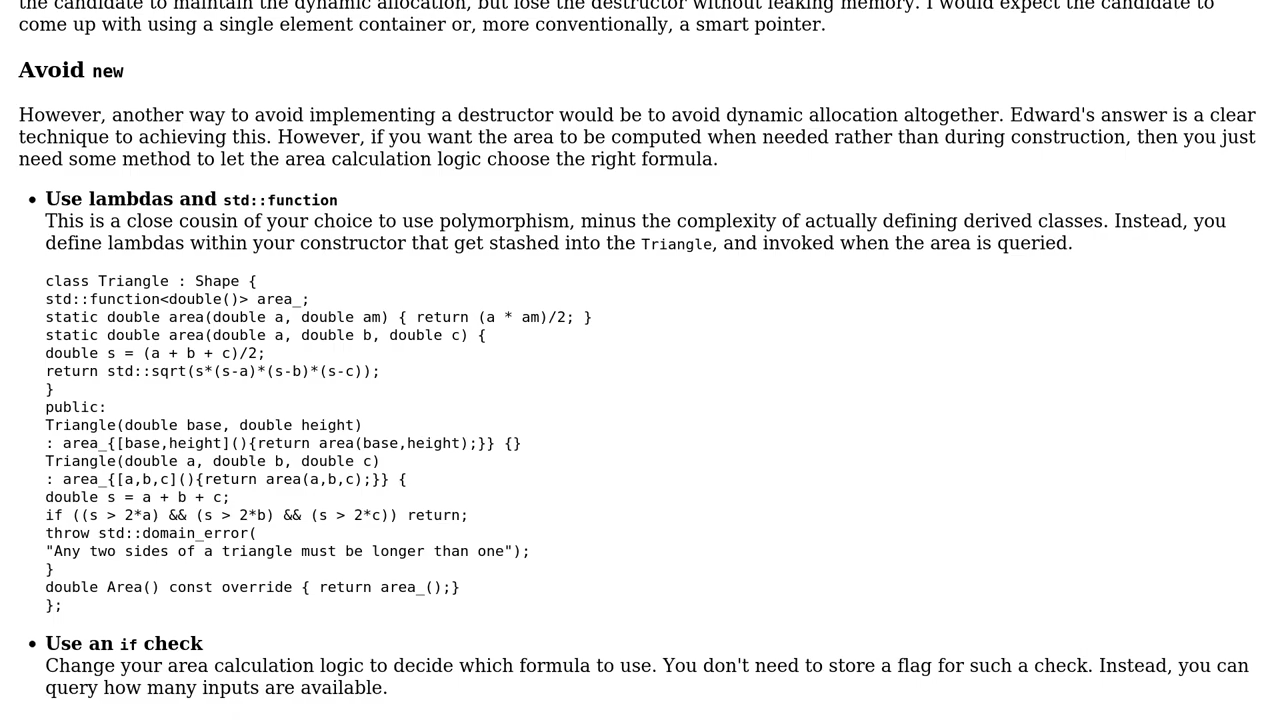 the candidate to maintain the dynamic allocation, but lose the destructor without leaking memory. I would expect the candidate to
come up with using a single element container or, more conventionally, a smart pointer.
Avoid new
However, another way to avoid implementing a destructor would be to avoid dynamic allocation altogether. Edward's answer is a clear
technique to achieving this. However, if you want the area to be computed when needed rather than during construction, then you just
need some method to let the area calculation logic choose the right formula.
• Use lambdas and std::function
This is a close cousin of your choice to use polymorphism, minus the complexity of actually defining derived classes. Instead, you
define lambdas within your constructor that get stashed into the Triangle, and invoked when the area is queried.
class Triangle : Shape {
std::function<double()> area_;
static double area(double a, double am) { return (a * am)/2; }
static double area(double a, double b, double c) {
double s = (a + b + c)/2;
return std::sqrt(s*(s-a)*(s-b)*(s-c));
}
public:
Triangle(double base, double height)
: area_{[base,height](){return area(base,height);}} {}
Triangle(double a, double b, double c)
: area_{[a,b,c](){return area(a,b,c);}} {
double s = a + b + c;
if ((s > 2*a) && (s > 2*b) && (s > 2*c)) return;
throw std::domain_error(
"Any two sides of a triangle must be longer than one");
}
double Area() const override { return area_();}
};
• Use an if check
Change your area calculation logic to decide which formula to use. You don't need to store a flag for such a check. Instead, you can
query how many inputs are available.